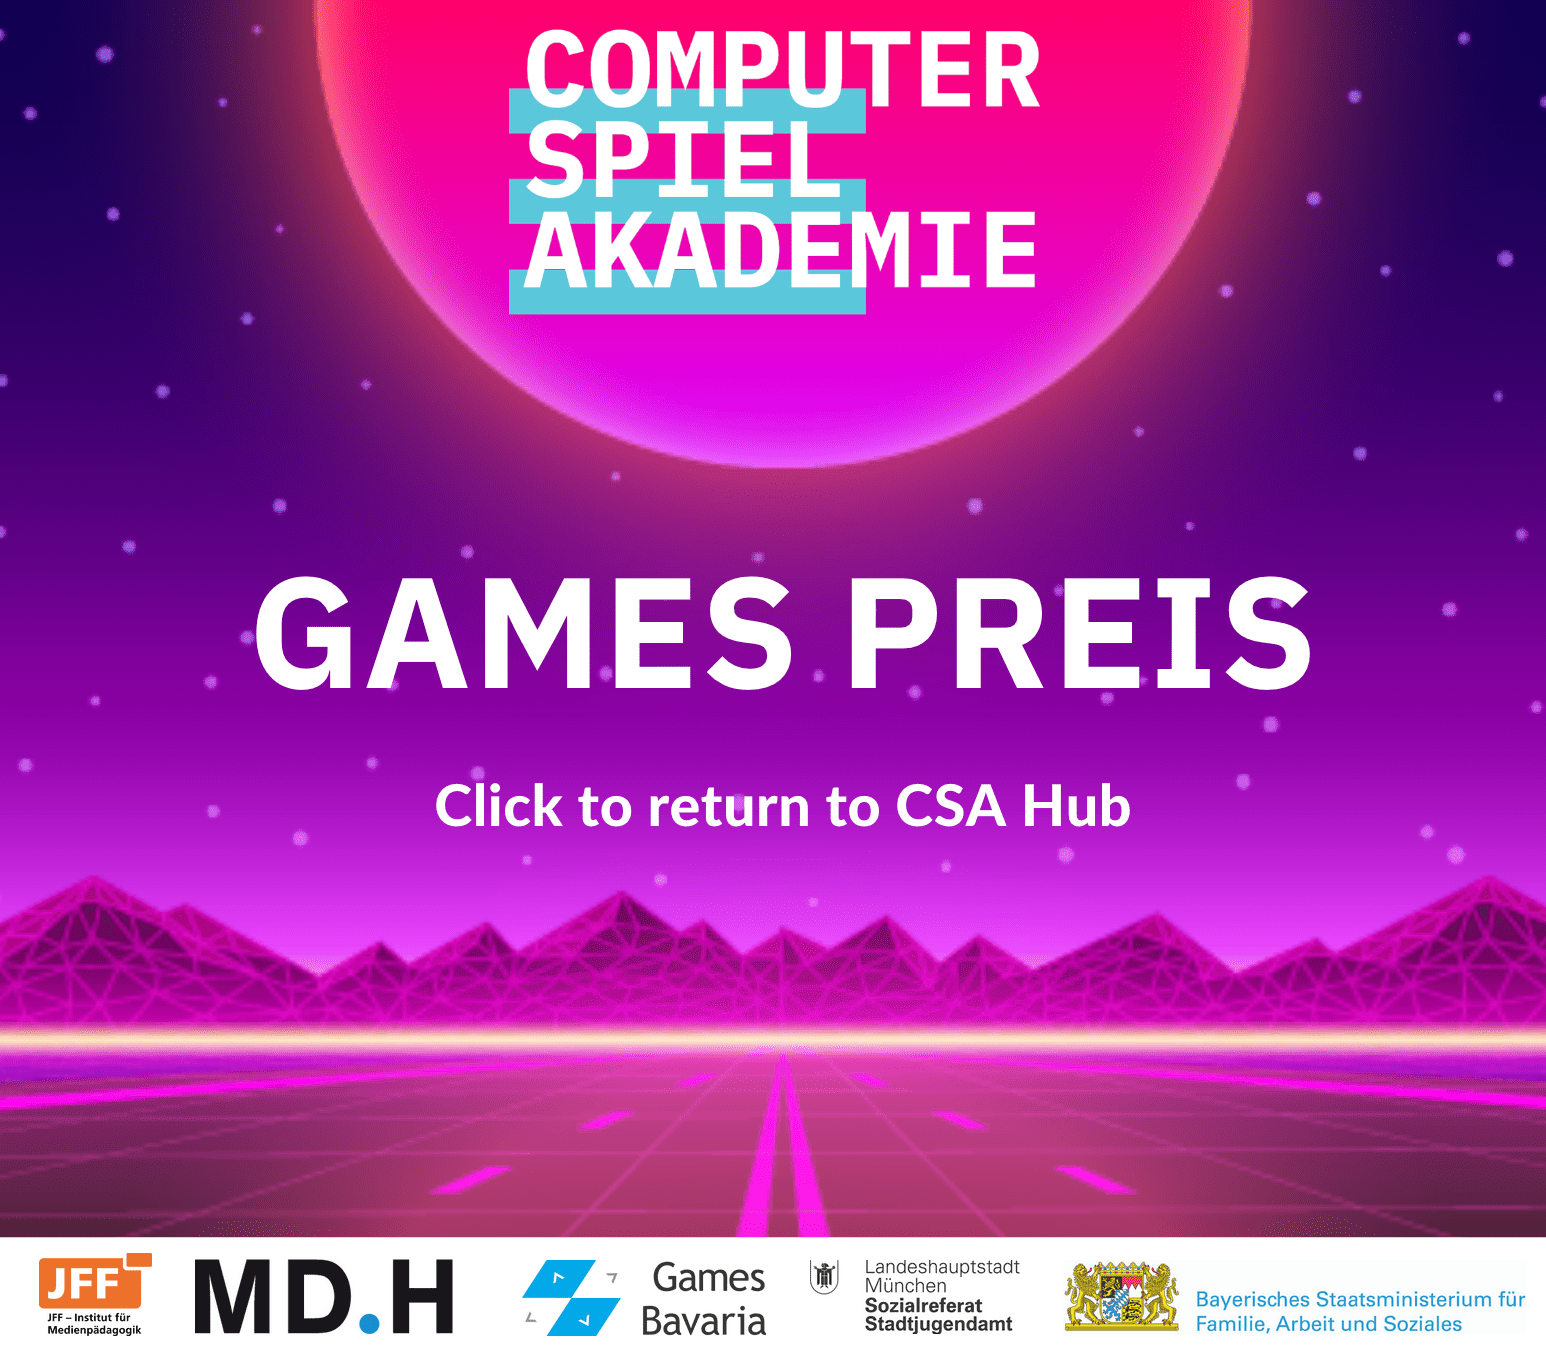 COMPUTER
SPIEL
AKADEMIE
GAMES PREIS
Click to return to CSA Hub
JFF
JFF – Institut für
Medienpädagogik
MD.H
Games
Bavaria
Landeshauptstadt
München
Sozialreferat
Stadtjugendamt
Bayerisches Staatsministerium für
Familie, Arbeit und Soziales